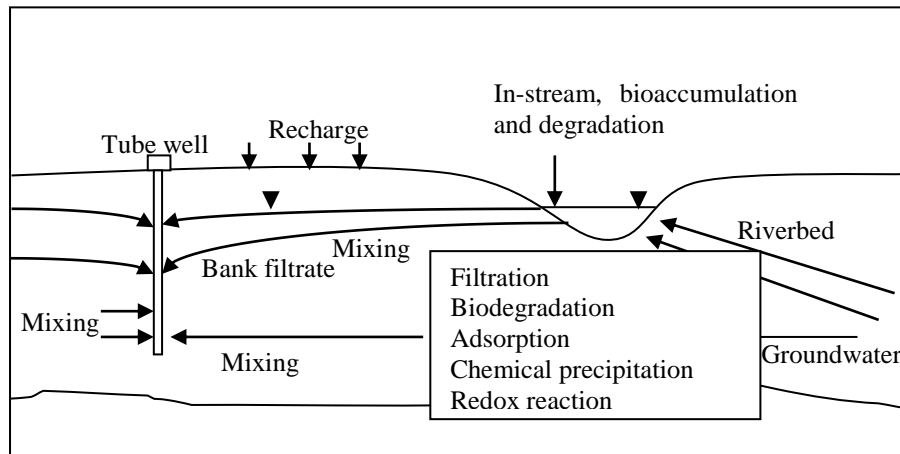 In-stream, bioaccumulation
and degradation
Recharge
Tube well
Riverbed
Mixing
Bank filtrate
Filtration
Biodegradation
Adsorption
Chemical precipitation
Redox reaction
Mixing
Mixing
Groundwater